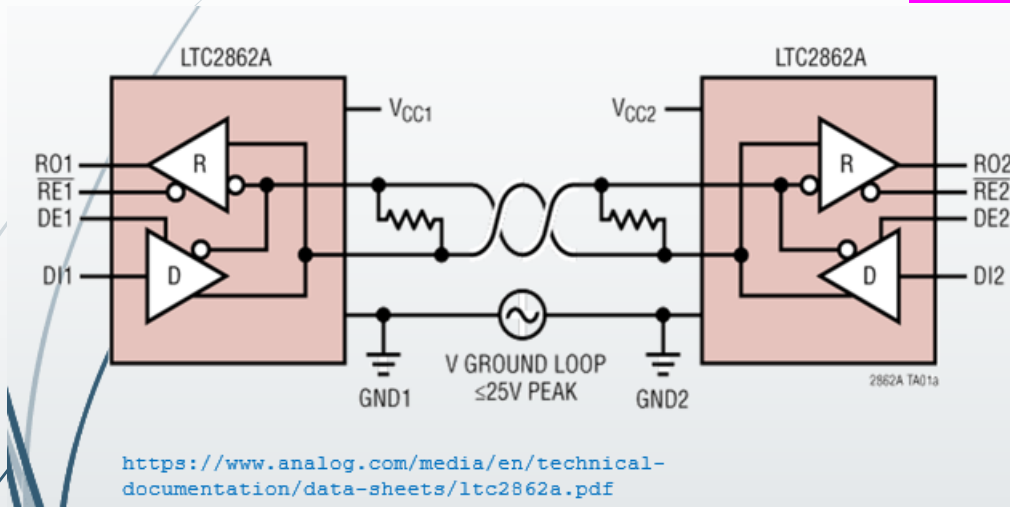 LTC2862A
LTC2862A
VCC1
VCC2
RO1
RE1
DE1
DI1
R
D
R
D
RO2
RE2
DE2
DI2
V GROUND LOOP
≤25V PEAK
GND1
GND2
2862A TA01a
https://www.analog.com/media/en/technical-
documentation/data-sheets/ltc2862a.pdf